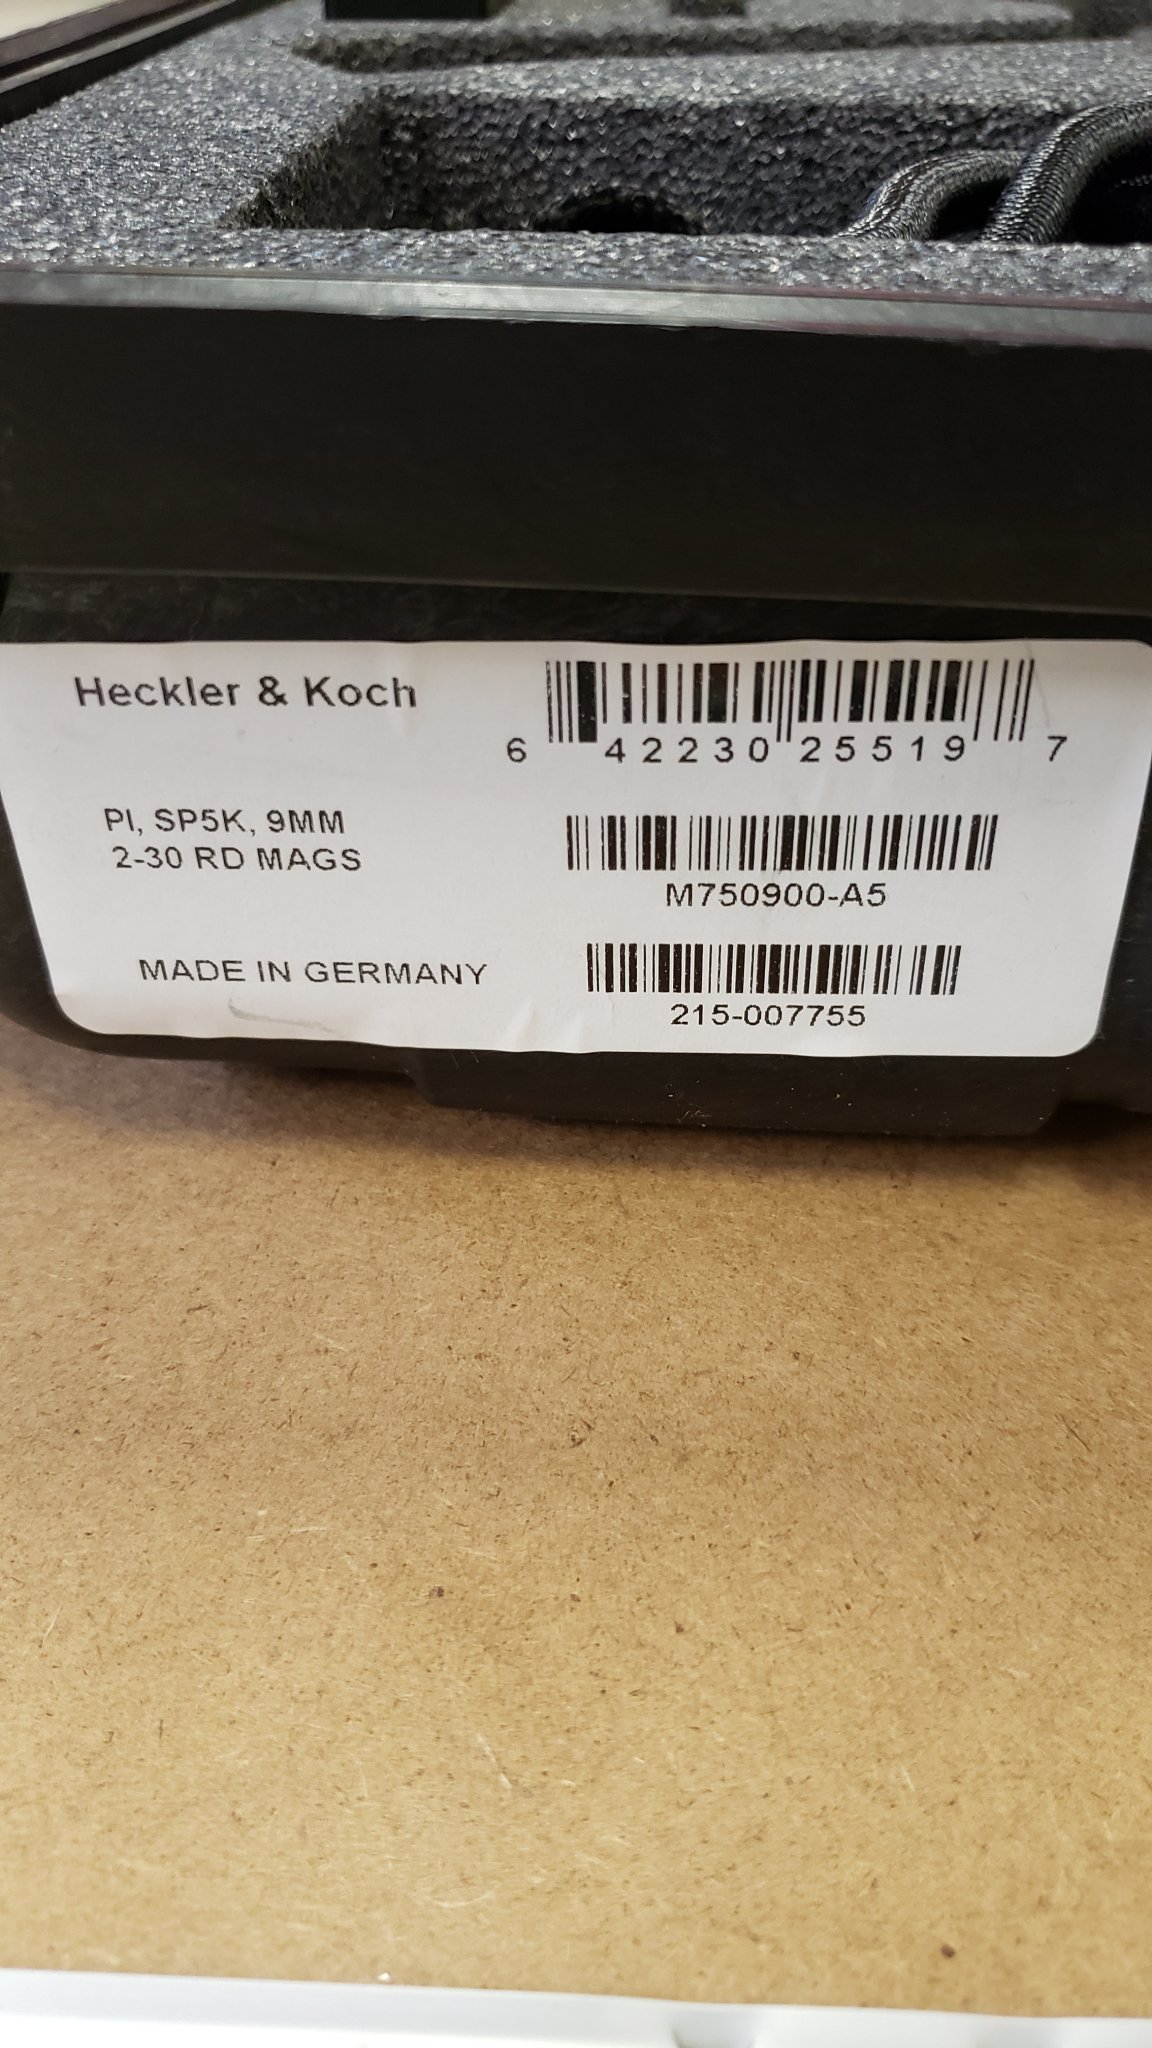 Heckler & Koch
6 42230 25519 7
PI, SP5K, 9MM
2-30 RD MAGS
M750900-A5
MADE IN GERMANY
215-007755